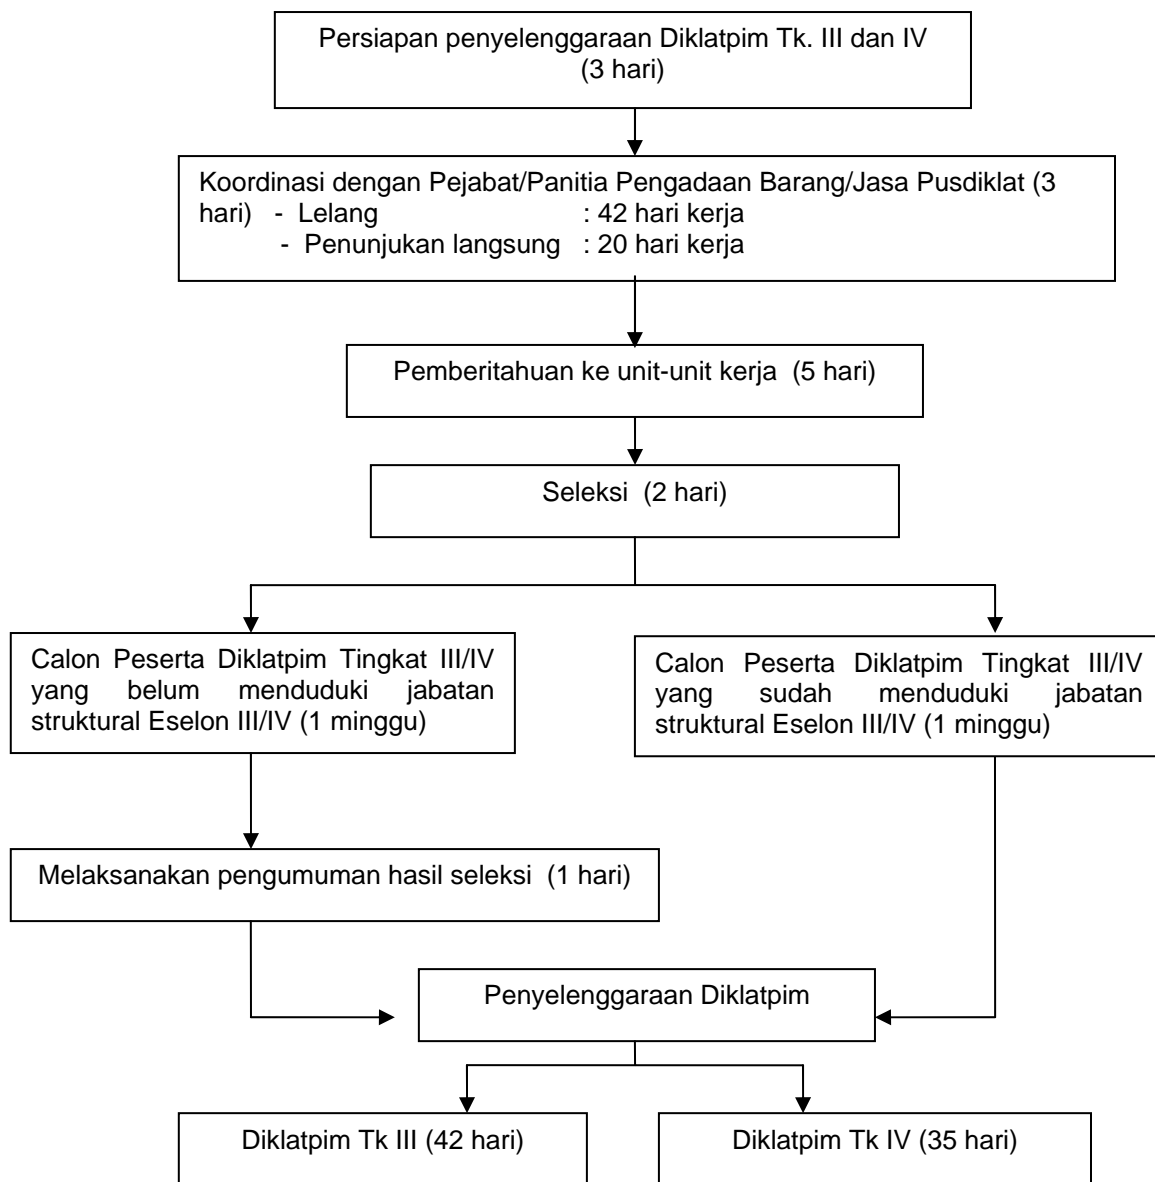 Persiapan penyelenggaraan Diklatpim Tk. III dan IV
(3 hari)
Koordinasi dengan Pejabat/Panitia Pengadaan Barang/Jasa Pusdiklat (3
hari) - Lelang : 42 hari kerja
- Penunjukan langsung : 20 hari kerja
Pemberitahuan ke unit-unit kerja (5 hari)
Seleksi (2 hari)
Calon Peserta Diklatpim Tingkat III/IV
yang belum menduduki jabatan
struktural Eselon III/IV (1 minggu)
Calon Peserta Diklatpim Tingkat III/IV
yang sudah menduduki jabatan
struktural Eselon III/IV (1 minggu)
Melaksanakan pengumuman hasil seleksi (1 hari)
Penyelenggaraan Diklatpim
Diklatpim Tk III (42 hari)
Diklatpim Tk IV (35 hari)